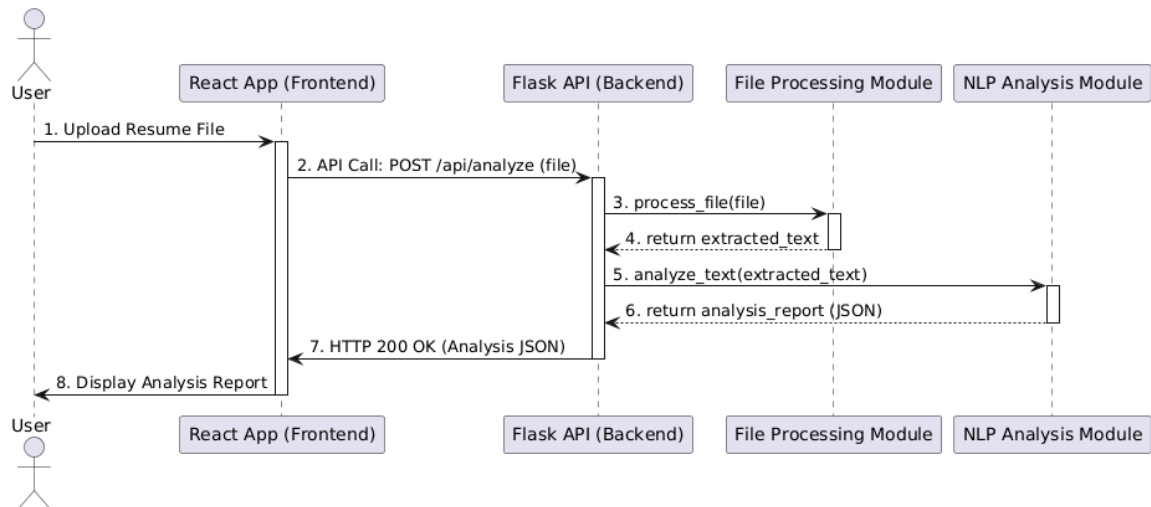 User
React App (Frontend)
Flask API (Backend)
File Processing Module
NLP Analysis Module
1. Upload Resume File
2. API Call: POST /api/analyze (file)
3. process_file(file)
4. return extracted_text
5. analyze_text(extracted_text)
6. return analysis_report (JSON)
7. HTTP 200 OK (Analysis JSON)
8. Display Analysis Report
User
React App (Frontend)
Flask API (Backend)
File Processing Module
NLP Analysis Module